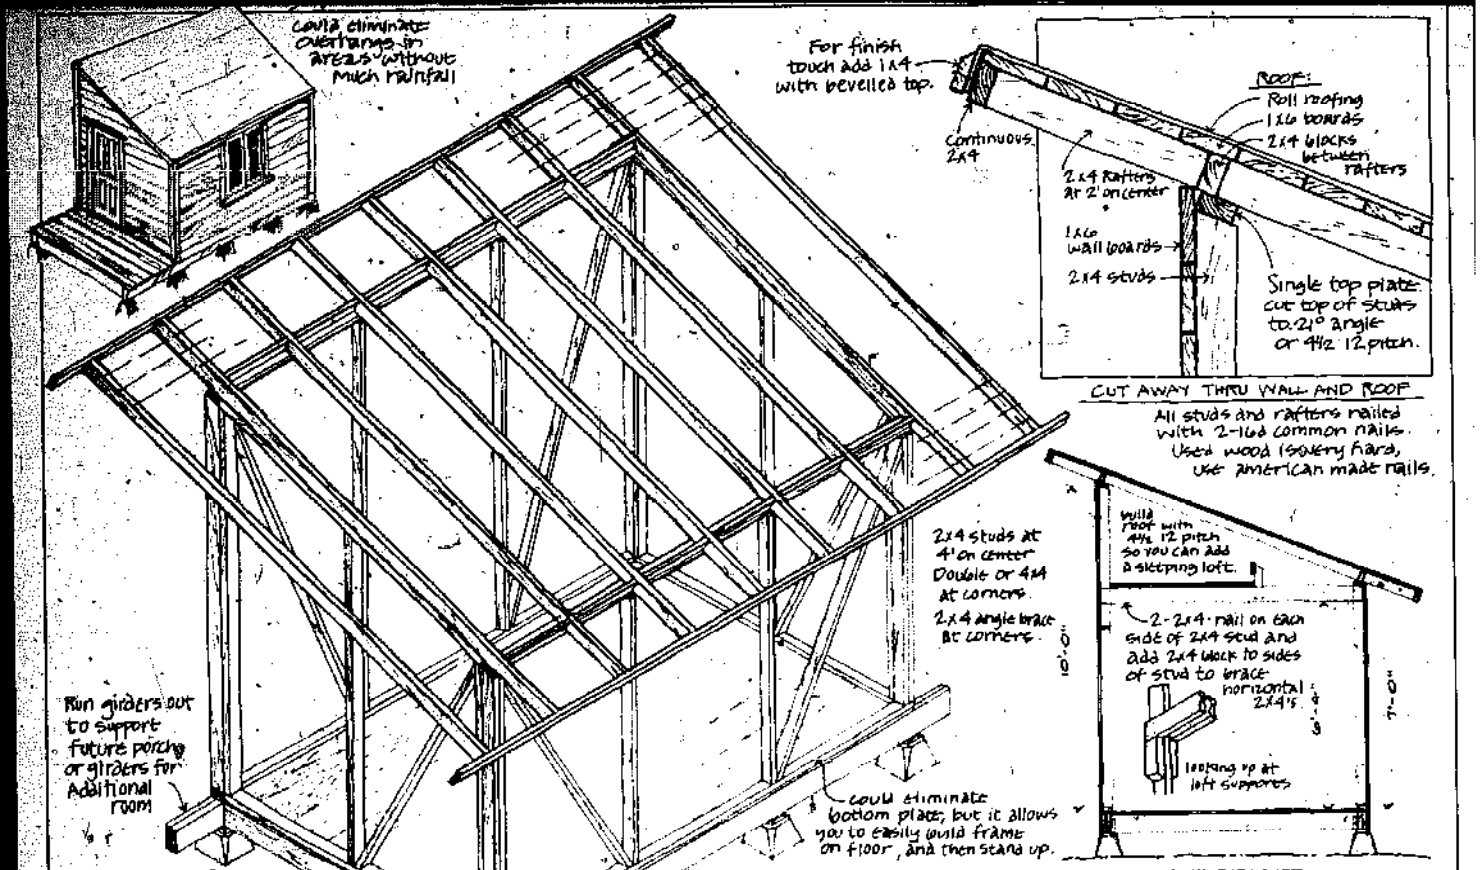 Could eliminate
overhangs in
areas without
much rainfall
For finish
touch add 1x4
with bevelled top.
Continuous
2x4
ROOF:
Roll roofing
1x6 boards
2x4 blocks
between
rafters
2x4 Rafters
at 2' on center
1x6
wall boards
2x4 studs
Single top plate
cut top of studs
to 21° angle
or 4½ 12 pitch.
CUT AWAY THRU WALL AND ROOF
All studs and rafters nailed
with 2-16d common nails.
Used wood is very hard,
use american made nails.
2x4 studs at
4' on center
Double or 4x4
at corners.
2x4 angle brace
at corners.
build
roof with
4½ 12 pitch
so you can add
a sleeping loft.
2-2x4 nail on each
side of 2x4 stud and
add 2x4 block to sides
of stud to brace
horizontal
2x4's
looking up at
loft supports
10'-0"
7'-0"
Run girders out
to support
future porch
or girders for
Additional
room
Could eliminate
bottom plate, but it allows
you to easily build frame
on floor, and then stand up.